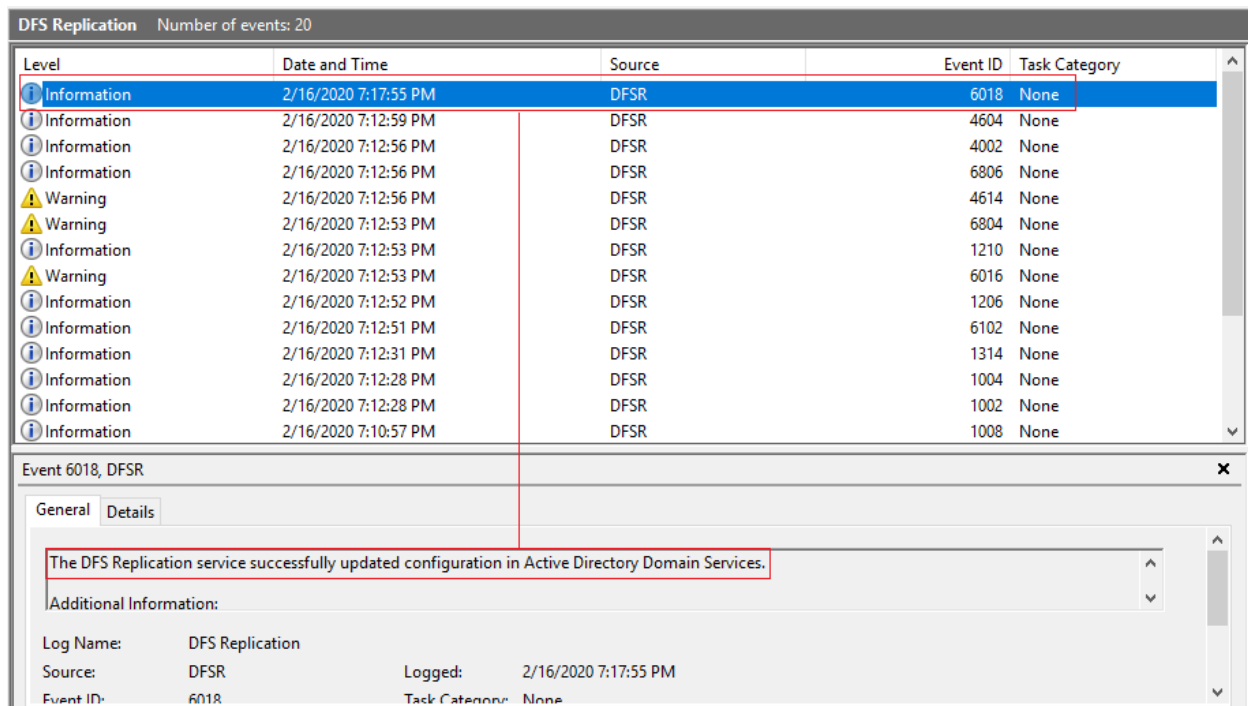 DFS Replication Number of events: 20
Level Date and Time Source Event ID Task Category
Information 2/16/2020 7:17:55 PM DFSR 6018 None
Information 2/16/2020 7:12:59 PM DFSR 4604 None
Information 2/16/2020 7:12:56 PM DFSR 4002 None
Information 2/16/2020 7:12:56 PM DFSR 6806 None
Warning 2/16/2020 7:12:56 PM DFSR 4614 None
Warning 2/16/2020 7:12:53 PM DFSR 6804 None
Information 2/16/2020 7:12:53 PM DFSR 1210 None
Warning 2/16/2020 7:12:53 PM DFSR 6016 None
Information 2/16/2020 7:12:52 PM DFSR 1206 None
Information 2/16/2020 7:12:51 PM DFSR 6102 None
Information 2/16/2020 7:12:31 PM DFSR 1314 None
Information 2/16/2020 7:12:28 PM DFSR 1004 None
Information 2/16/2020 7:12:28 PM DFSR 1002 None
Information 2/16/2020 7:10:57 PM DFSR 1008 None
Event 6018, DFSR
General Details
The DFS Replication service successfully updated configuration in Active Directory Domain Services.
Additional Information:
Log Name: DFS Replication
Source: DFSR Logged: 2/16/2020 7:17:55 PM
Event ID: 6018 Task Category: None